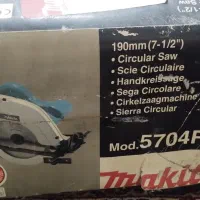 190mm(7-1/2")
• Circular Saw
• Scie Circulaire
• Handkreissäge
• Sega Circolare
• Cirkelzaagmachine
• Sierra Circular
Mod.5704R
makita